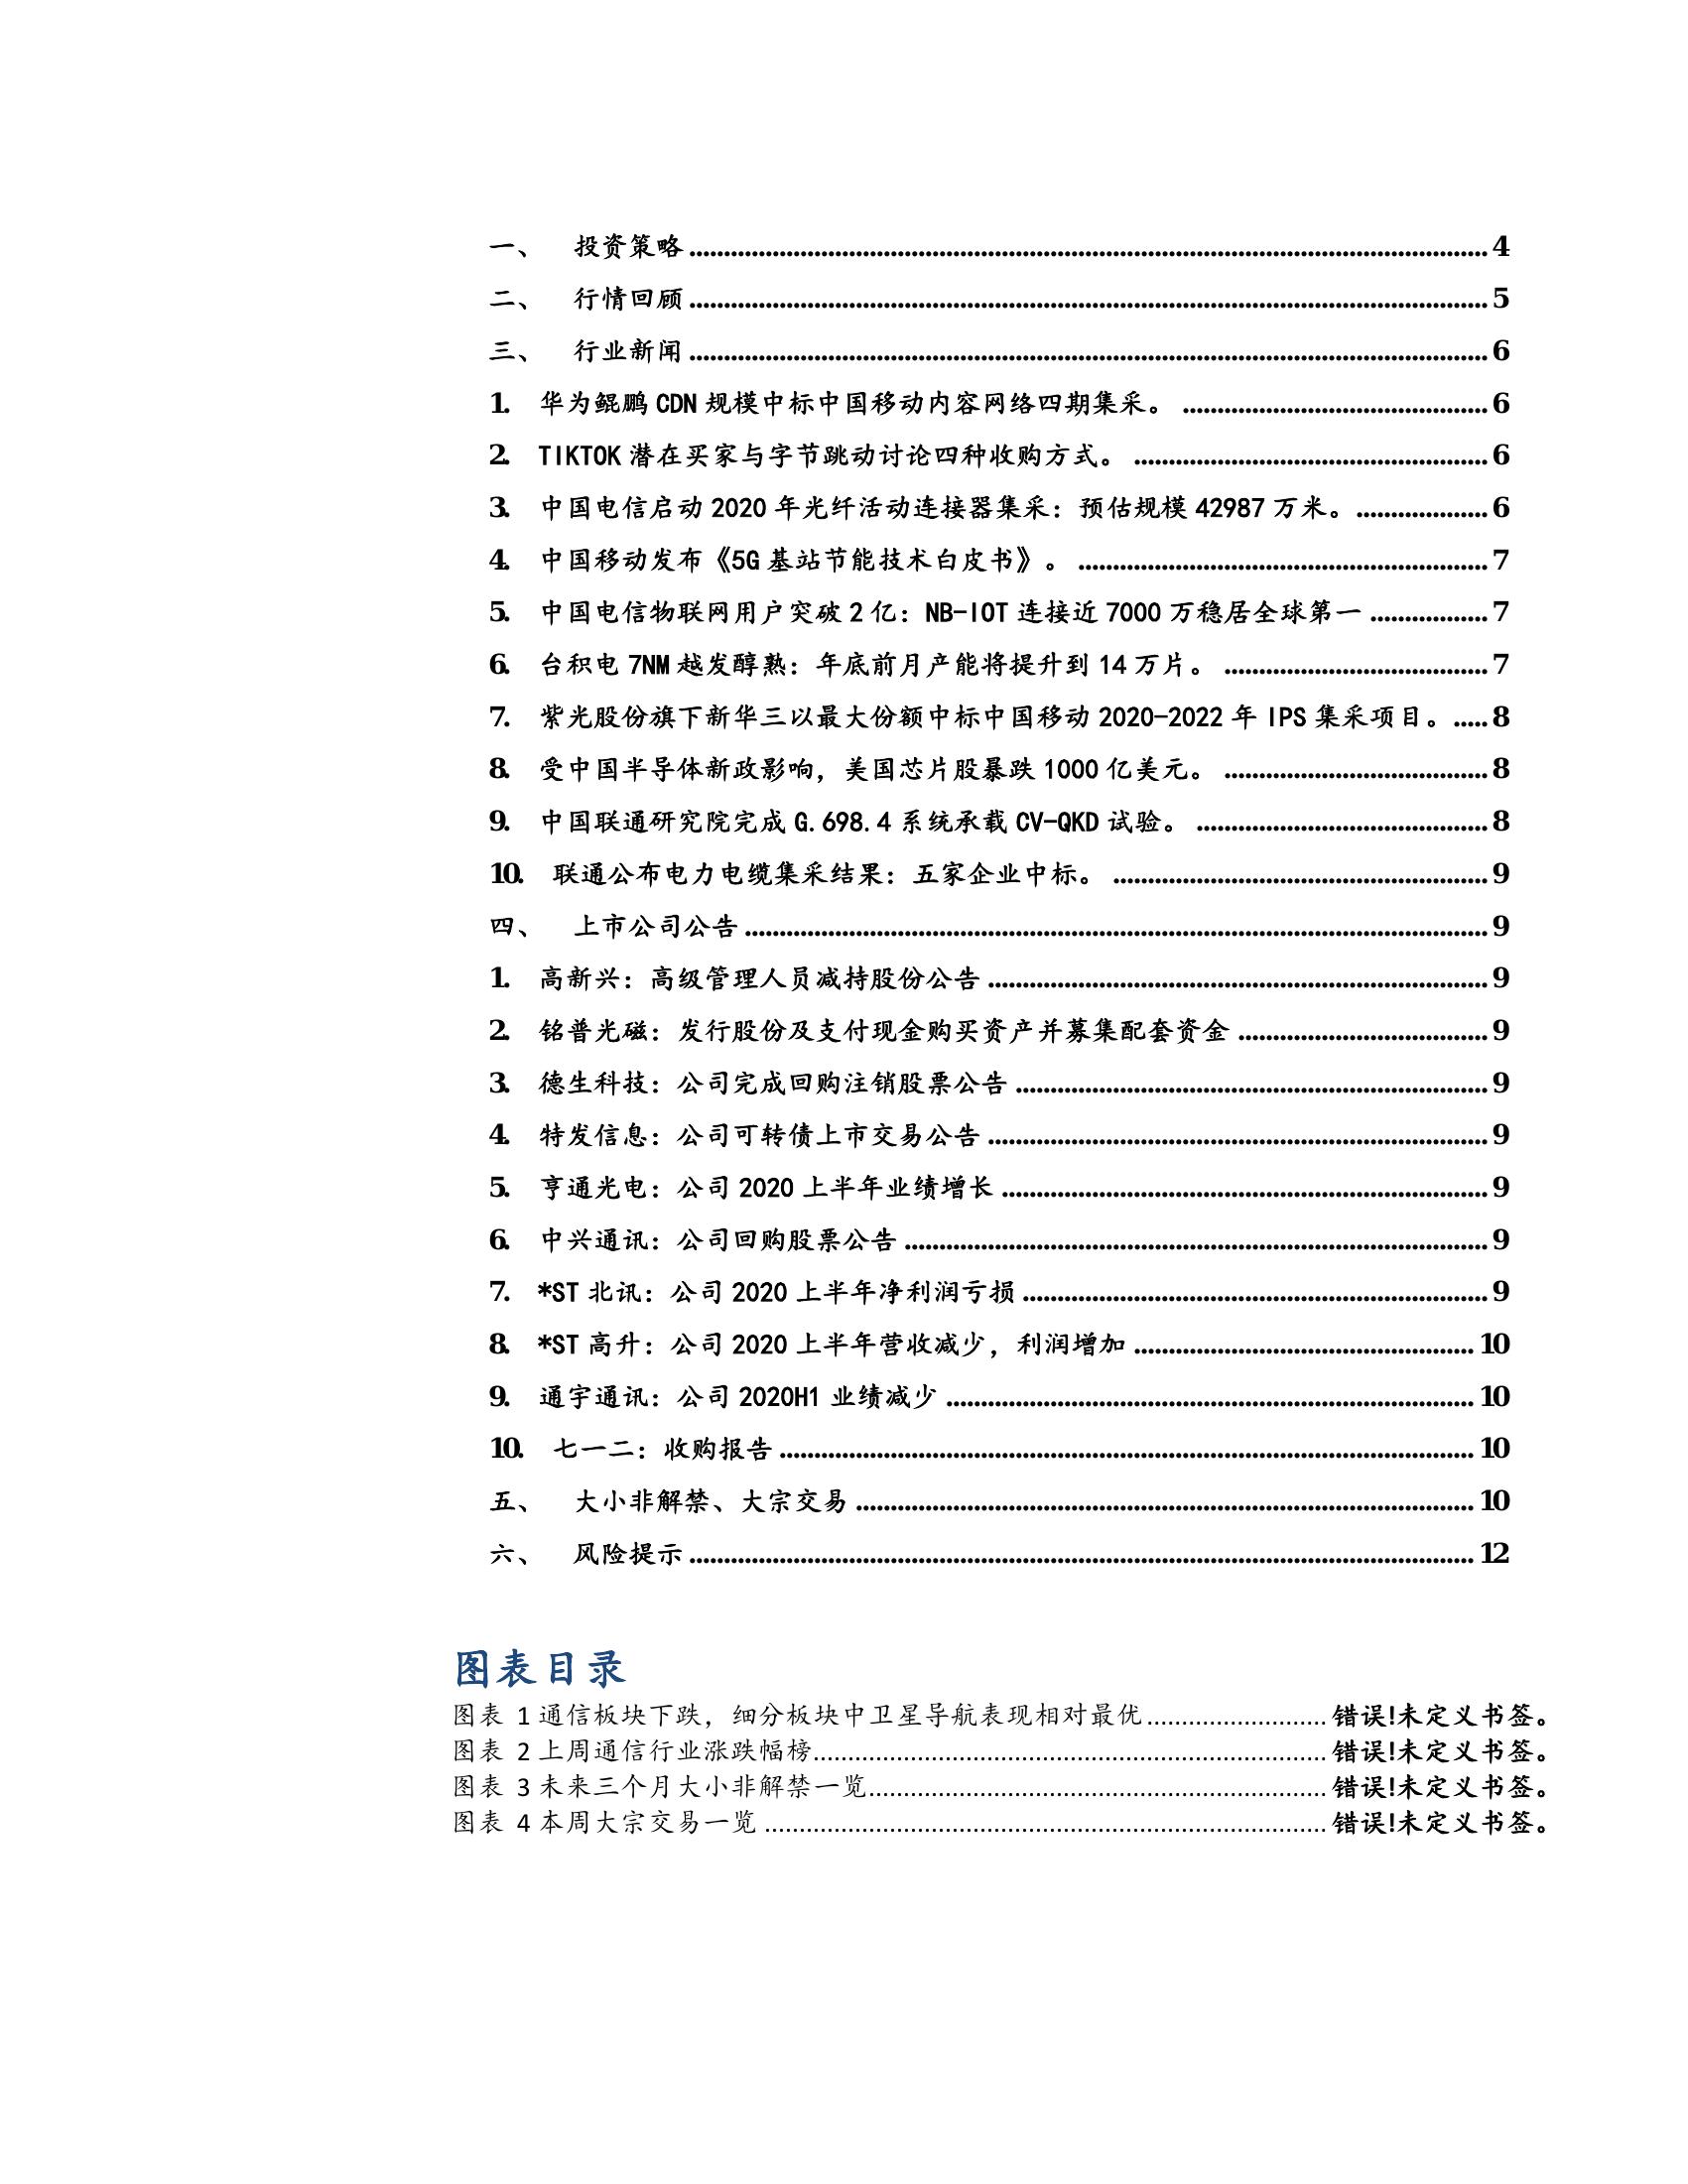 一、 投资策略 ........ 4
二、 行情回顾 ........ 5
三、 行业新闻 ........ 6
1. 华为鲲鹏 CDN 规模中标中国移动内容网络四期集采。 ........ 6
2. TIKTOK 潜在买家与字节跳动讨论四种收购方式。 ........ 6
3. 中国电信启动 2020 年光纤活动连接器集采：预估规模 42987 万米。 ........ 6
4. 中国移动发布《5G 基站节能技术白皮书》。 ........ 7
5. 中国电信物联网用户突破 2 亿：NB-IOT 连接近 7000 万稳居全球第一 ........ 7
6. 台积电 7NM 越发醇熟：年底前月产能将提升到 14 万片。 ........ 7
7. 紫光股份旗下新华三以最大份额中标中国移动 2020-2022 年 IPS 集采项目。 ..... 8
8. 受中国半导体新政影响，美国芯片股暴跌 1000 亿美元。 ........ 8
9. 中国联通研究院完成 G.698.4 系统承载 CV-QKD 试验。 ........ 8
10. 联通公布电力电缆集采结果：五家企业中标。 ........ 9
四、 上市公司公告 ........ 9
1. 高新兴：高级管理人员减持股份公告 ........ 9
2. 铭普光磁：发行股份及支付现金购买资产并募集配套资金 ........ 9
3. 德生科技：公司完成回购注销股票公告 ........ 9
4. 特发信息：公司可转债上市交易公告 ........ 9
5. 亨通光电：公司 2020 上半年业绩增长 ........ 9
6. 中兴通讯：公司回购股票公告 ........ 9
7. *ST 北讯：公司 2020 上半年净利润亏损 ........ 9
8. *ST 高升：公司 2020 上半年营收减少，利润增加 ........ 10
9. 通宇通讯：公司 2020H1 业绩减少 ........ 10
10. 七一二：收购报告 ........ 10
五、 大小非解禁、大宗交易 ........ 10
六、 风险提示 ........ 12
图表目录
图表 1 通信板块下跌，细分板块中卫星导航表现相对最优 ........ 错误!未定义书签。
图表 2 上周通信行业涨跌幅榜 ........ 错误!未定义书签。
图表 3 未来三个月大小非解禁一览 ........ 错误!未定义书签。
图表 4 本周大宗交易一览 ........ 错误!未定义书签。